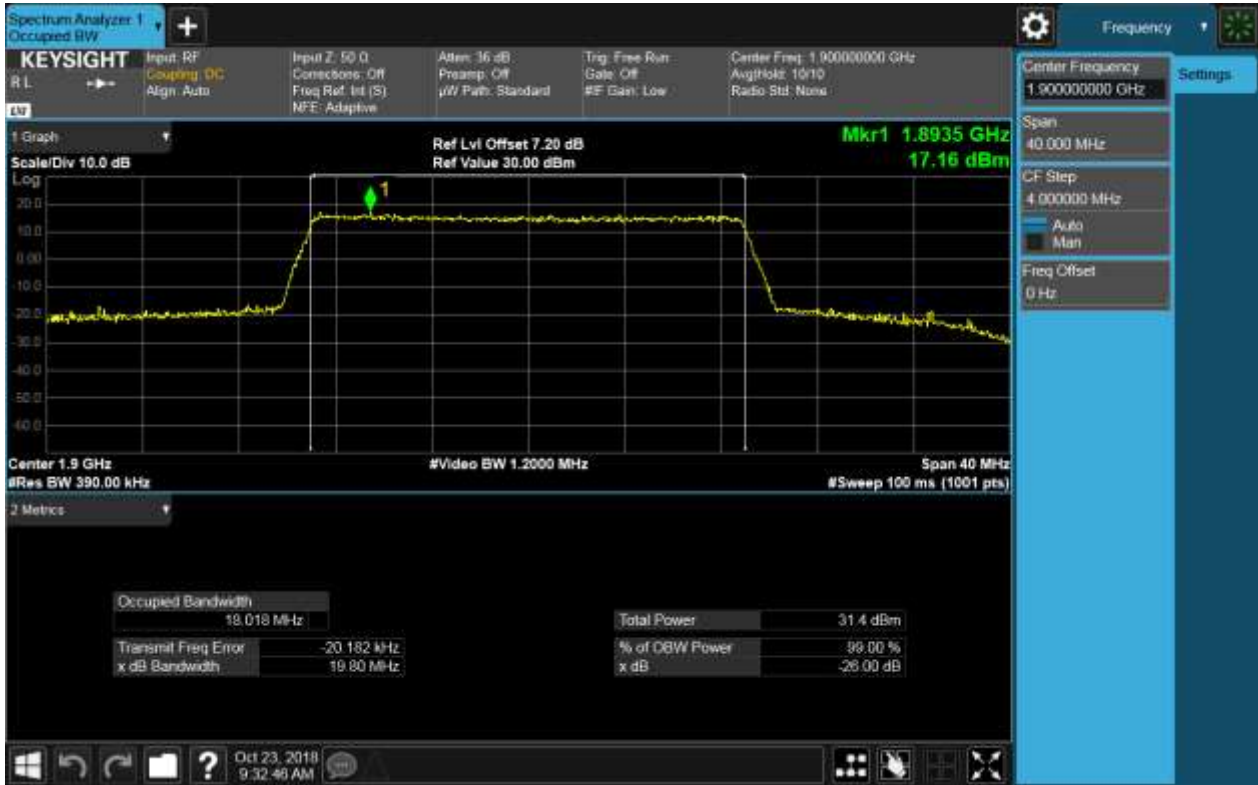 Spectrum Analyzer 1
Occupied BW
Frequency
KEYSIGHT
R L
Input: RF
Coupling: DC
Align: Auto
Input Z: 50 Ω
Corrections: Off
Freq Ref: Int (S)
NFE: Adaptive
Atten: 36 dB
Preamp: Off
µW Path: Standard
Trig: Free Run
Gate: Off
#IF Gain: Low
Center Freq: 1.900000000 GHz
Avg|Hold: 10/10
Radio Std: None
Center Frequency
1.900000000 GHz
Settings
Span
40.000 MHz
CF Step
4.000000 MHz
Auto
Man
Freq Offset
0 Hz
1 Graph
Scale/Div 10.0 dB
Ref Lvl Offset 7.20 dB
Ref Value 30.00 dBm
Mkr1 1.8935 GHz
17.16 dBm
Log
20.0
10.0
0.00
-10.0
-20.0
-30.0
-40.0
-50.0
-60.0
1
Center 1.9 GHz
#Video BW 1.2000 MHz
Span 40 MHz
#Res BW 390.00 kHz
#Sweep 100 ms (1001 pts)
2 Metrics
Occupied Bandwidth
18.018 MHz
Transmit Freq Error -20.182 kHz
x dB Bandwidth 19.80 MHz
Total Power 31.4 dBm
% of OBW Power 99.00 %
x dB -26.00 dB
?
Oct 23, 2018
9:32:46 AM